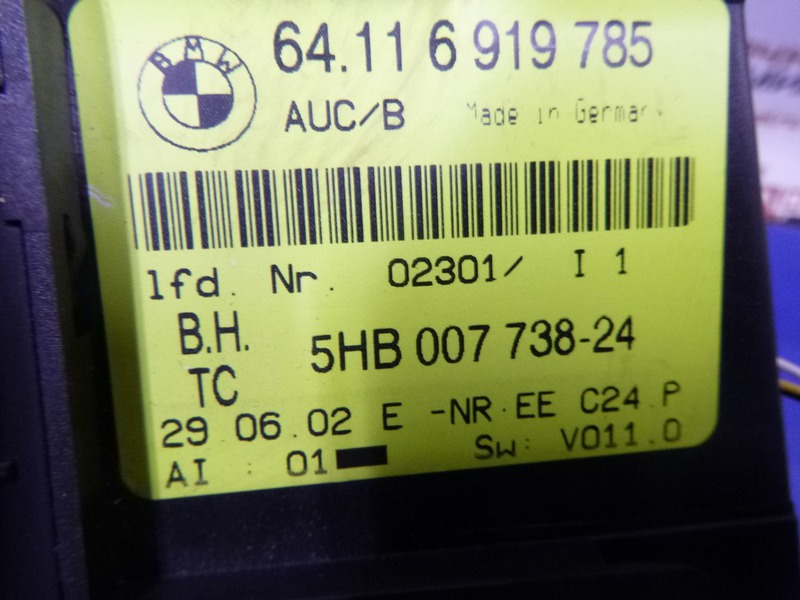 BMW
64.11 6 919 785
AUC/B Made in Germany
lfd. Nr. 02301/ I 1
B.H. 5HB 007 738-24
TC
29.06.02 E -NR.EE C24.P
AI : 01 Sw: V011.0